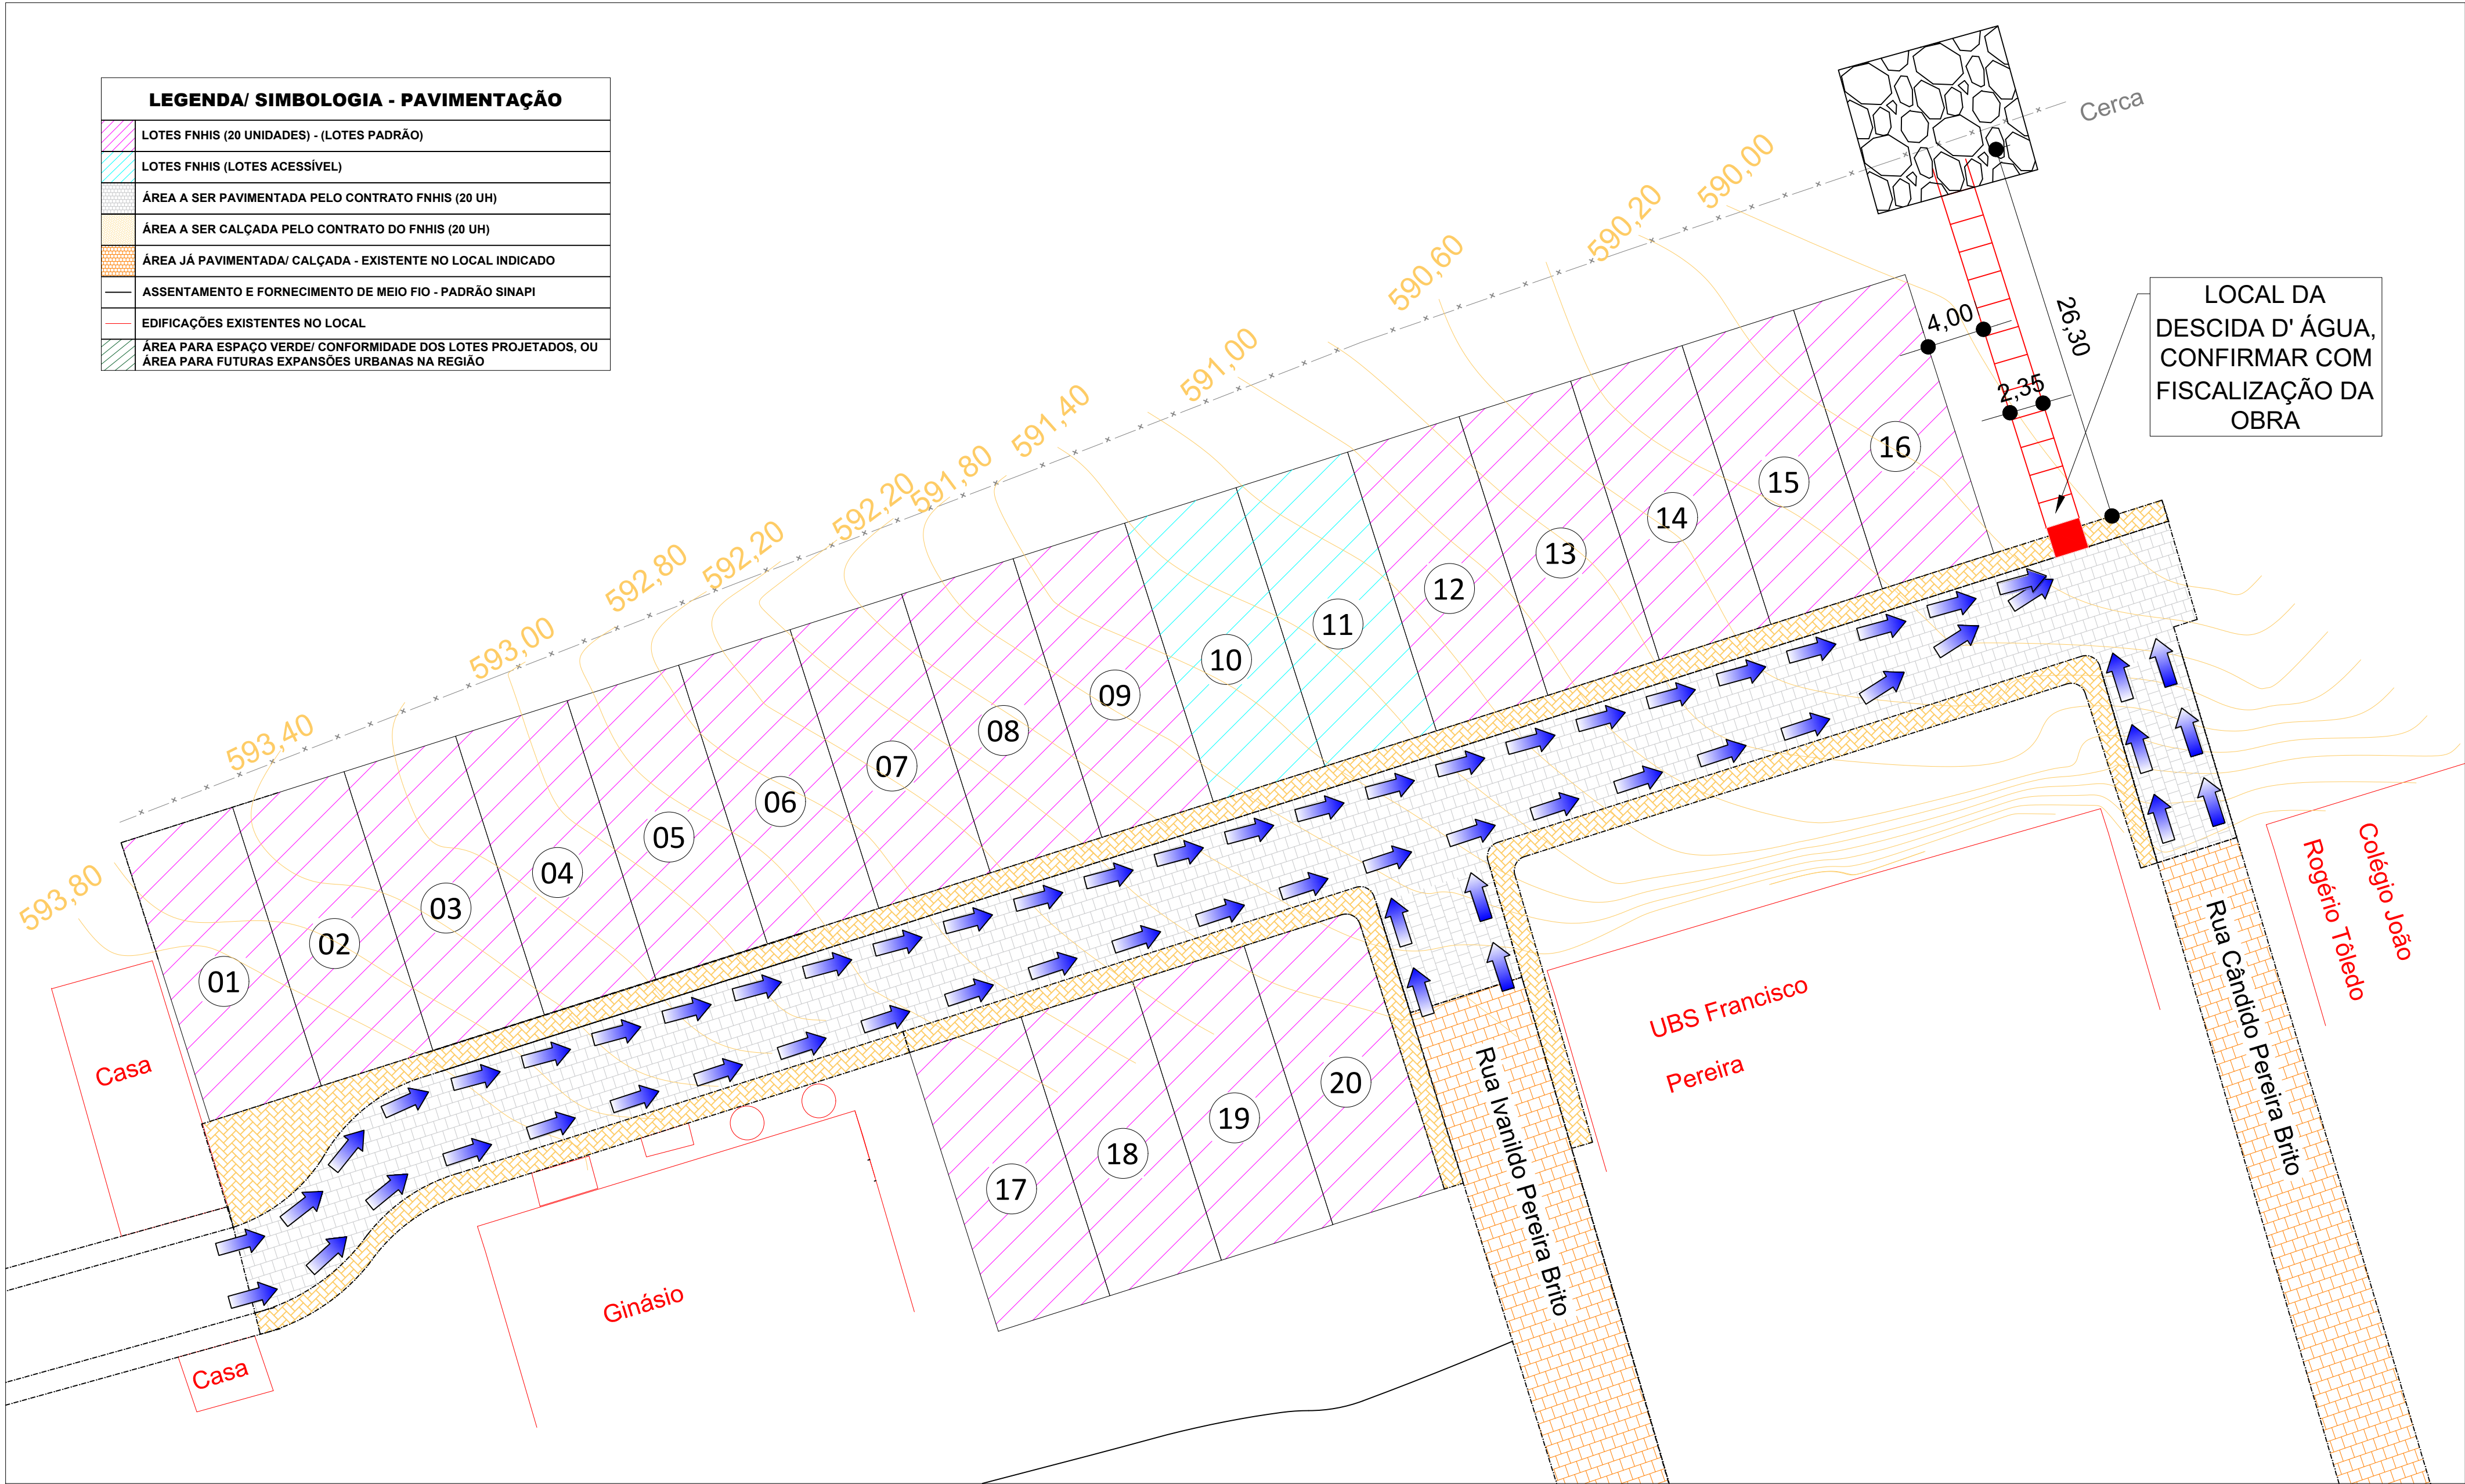 LEGENDA/ SIMBOLOGIA - PAVIMENTAÇÃO
LOTES FNHIS (20 UNIDADES) - (LOTES PADRÃO)
LOTES FNHIS (LOTES ACESSÍVEL)
ÁREA A SER PAVIMENTADA PELO CONTRATO FNHIS (20 UH)
ÁREA A SER CALÇADA PELO CONTRATO DO FNHIS (20 UH)
ÁREA JÁ PAVIMENTADA/ CALÇADA - EXISTENTE NO LOCAL INDICADO
ASSENTAMENTO E FORNECIMENTO DE MEIO FIO - PADRÃO SINAPI
EDIFICAÇÕES EXISTENTES NO LOCAL
ÁREA PARA ESPAÇO VERDE/ CONFORMIDADE DOS LOTES PROJETADOS, OU
ÁREA PARA FUTURAS EXPANSÕES URBANAS NA REGIÃO
Cerca
593,80
593,40
593,00
592,80
592,20
592,20
591,80
591,40
591,00
590,60
590,20
590,00
4,00
2,35
26,30
LOCAL DA
DESCIDA D' ÁGUA,
CONFIRMAR COM
FISCALIZAÇÃO DA
OBRA
01
02
03
04
05
06
07
08
09
10
11
12
13
14
15
16
17
18
19
20
Casa
Casa
Ginásio
UBS Francisco
Pereira
Rua Ivanildo Pereira Brito
Rua Cândido Pereira Brito
Colégio João
Rogério Tôledo